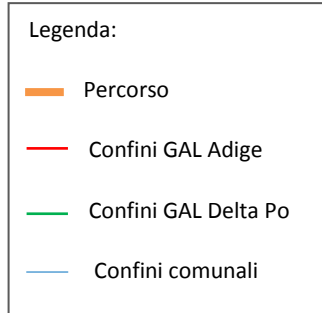 Legenda:
Percorso
Confini GAL Adige
Confini GAL Delta Po
Confini comunali